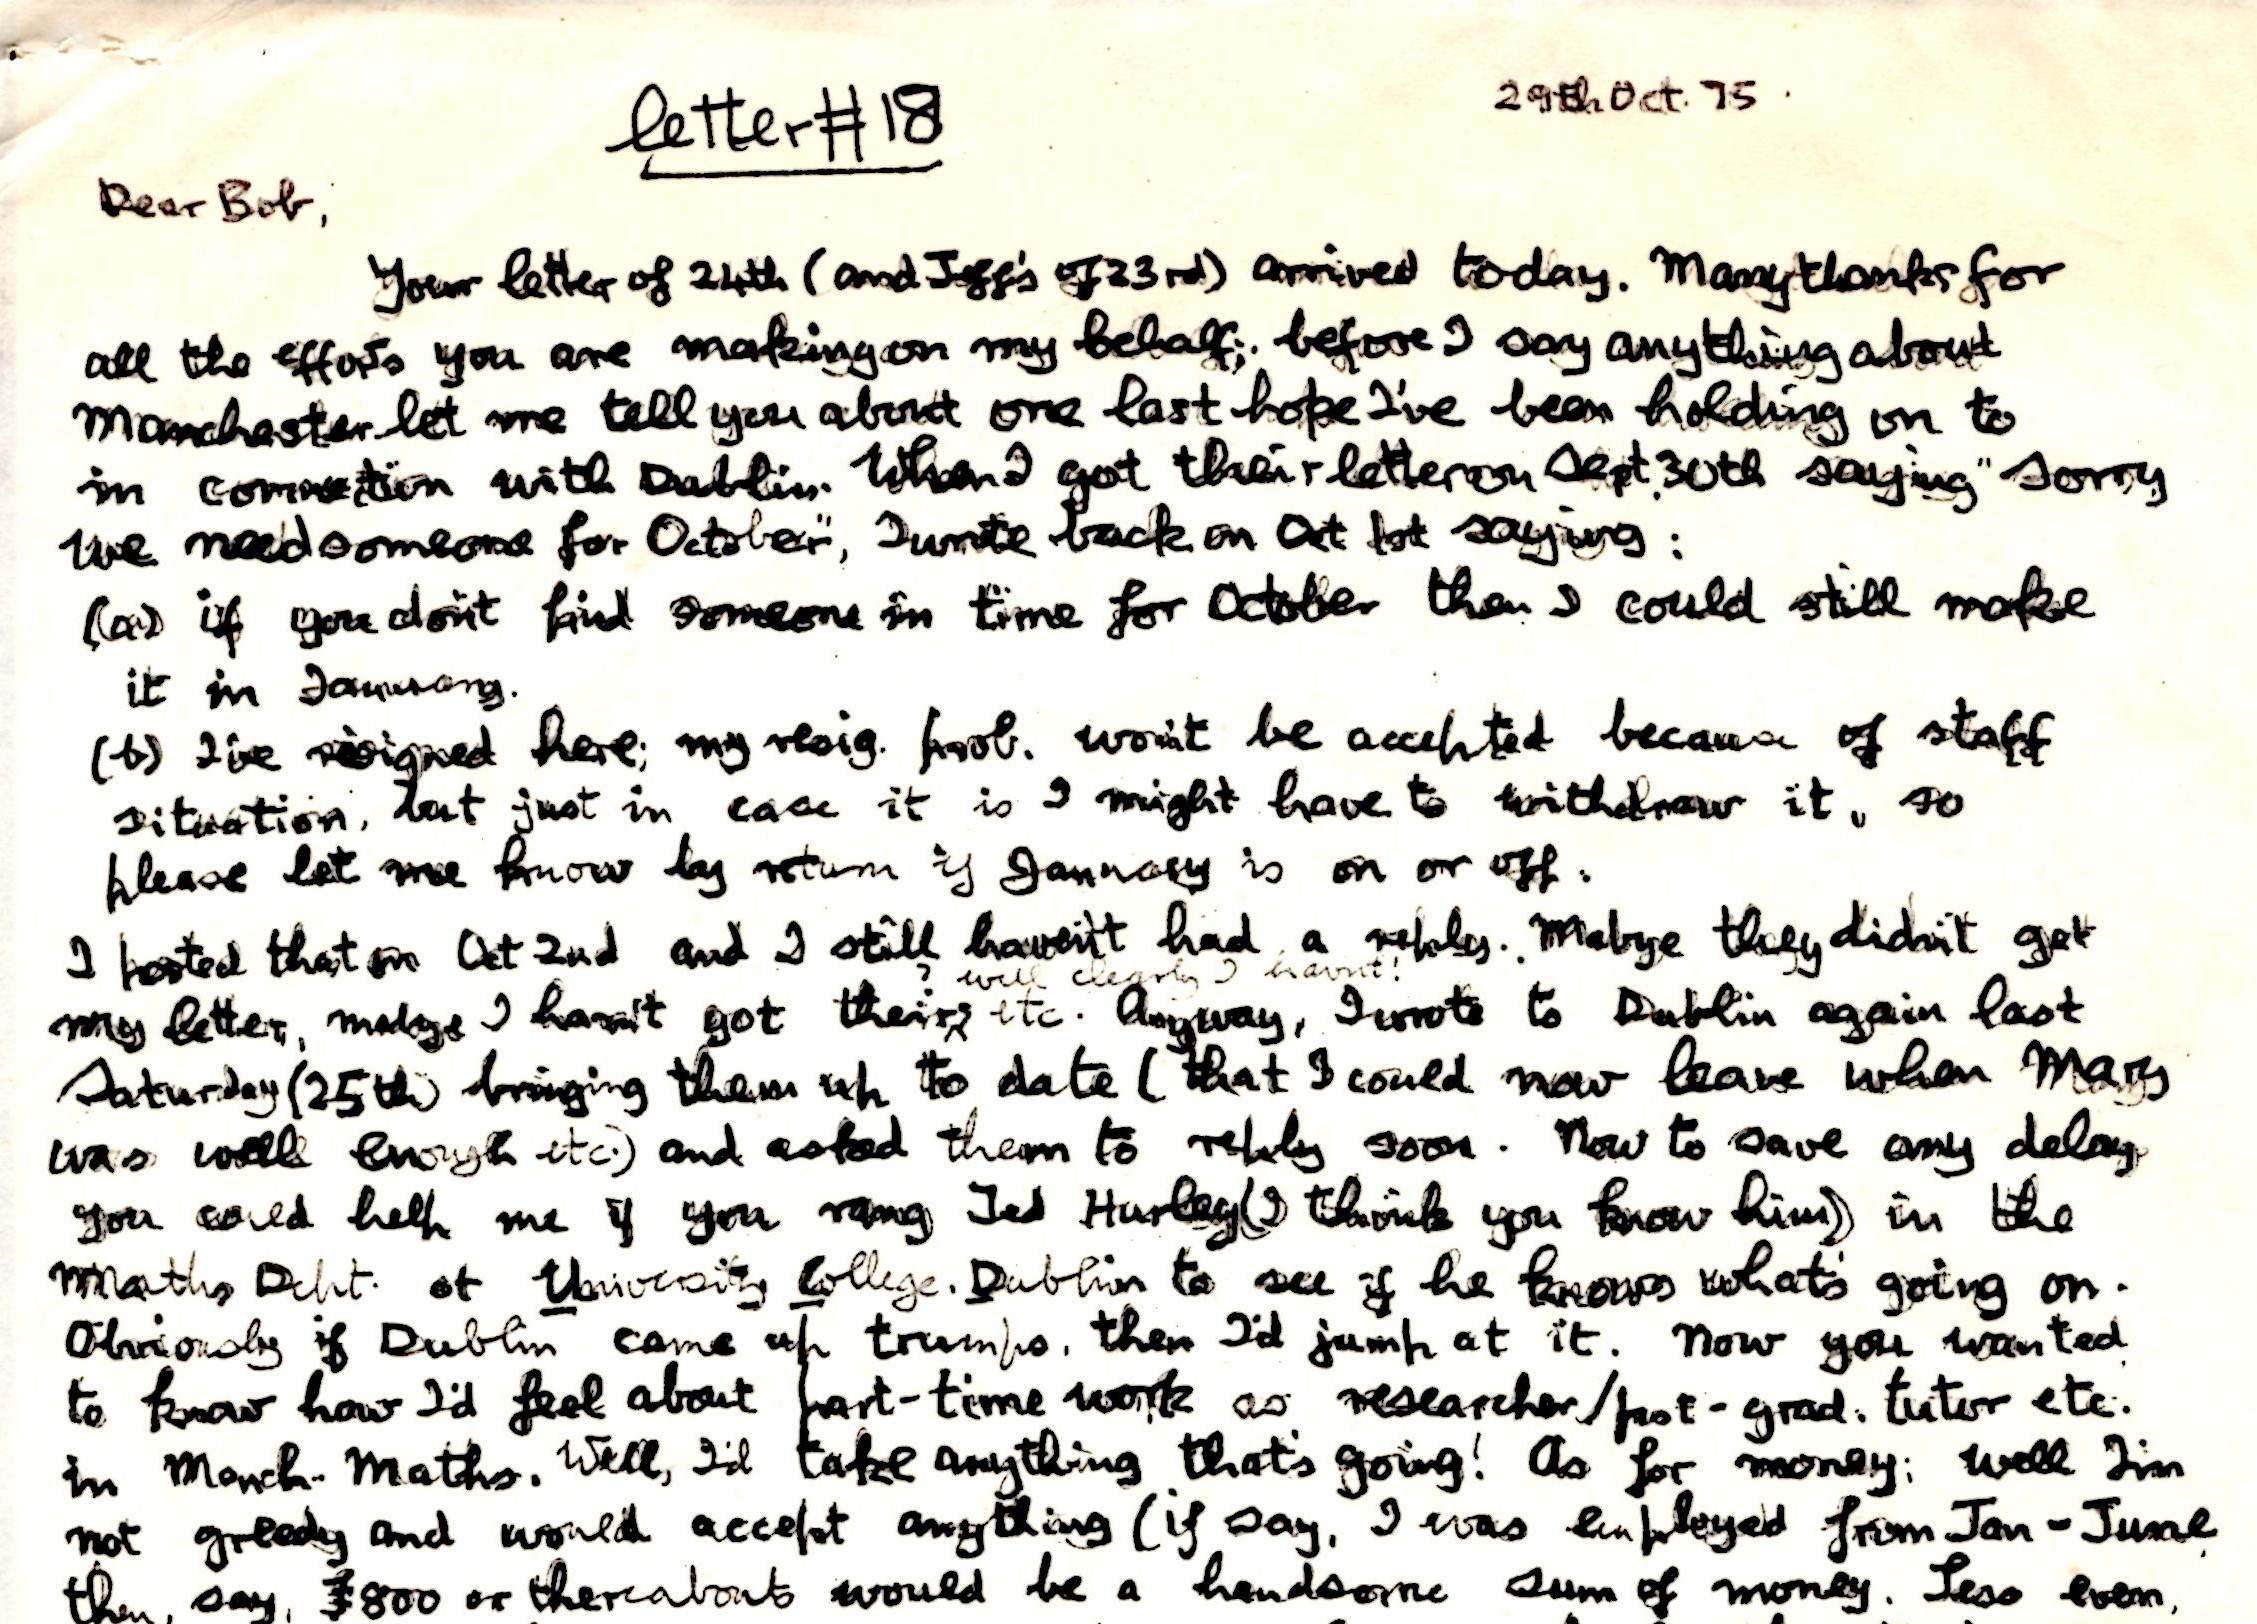 letter #18
29th Oct. 75
Dear Bob,
Your letter of 24th (and Jeff's of 23rd) arrived today. Many thanks for
all the efforts you are making on my behalf; before I say anything about
Manchester let me tell you about one last hope I've been holding on to
in connection with Dublin. When I got their letter on Sept. 30th saying "Sorry
we need someone for October", I wrote back on Oct 1st saying:
(a) if you don't find someone in time for October then I could still make
it in January.
(b) I've resigned here; my resig. prob. won't be accepted because of staff
situation, but just in case it is I might have to withdraw it, so
please let me know by return if January is on or off.
I posted that on Oct 2nd and I still haven't had a reply. Mabye they didn't get
? well clearly I havn't!
my letter, mabye I havn't got theirs etc. Anyway, I wrote to Dublin again last
Saturday (25th) bringing them up to date (that I could now leave when Mary
was well enough etc.) and asked them to reply soon. Now to save any delay
you could help me if you rang Ted Hurley (I think you know him) in the
Maths Dept. at University College, Dublin to see if he knows what's going on.
Obviously if Dublin came up trumps, then I'd jump at it. Now you wanted
to know how I'd feel about part-time work as researcher/post-grad. tutor etc.
in Manch. Maths. Well, I'd take anything that's going! As for money; well I'm
not greedy and would accept anything (if say, I was employed from Jan - June
then, say, £800 or thereabouts would be a handsome sum of money. Less even,